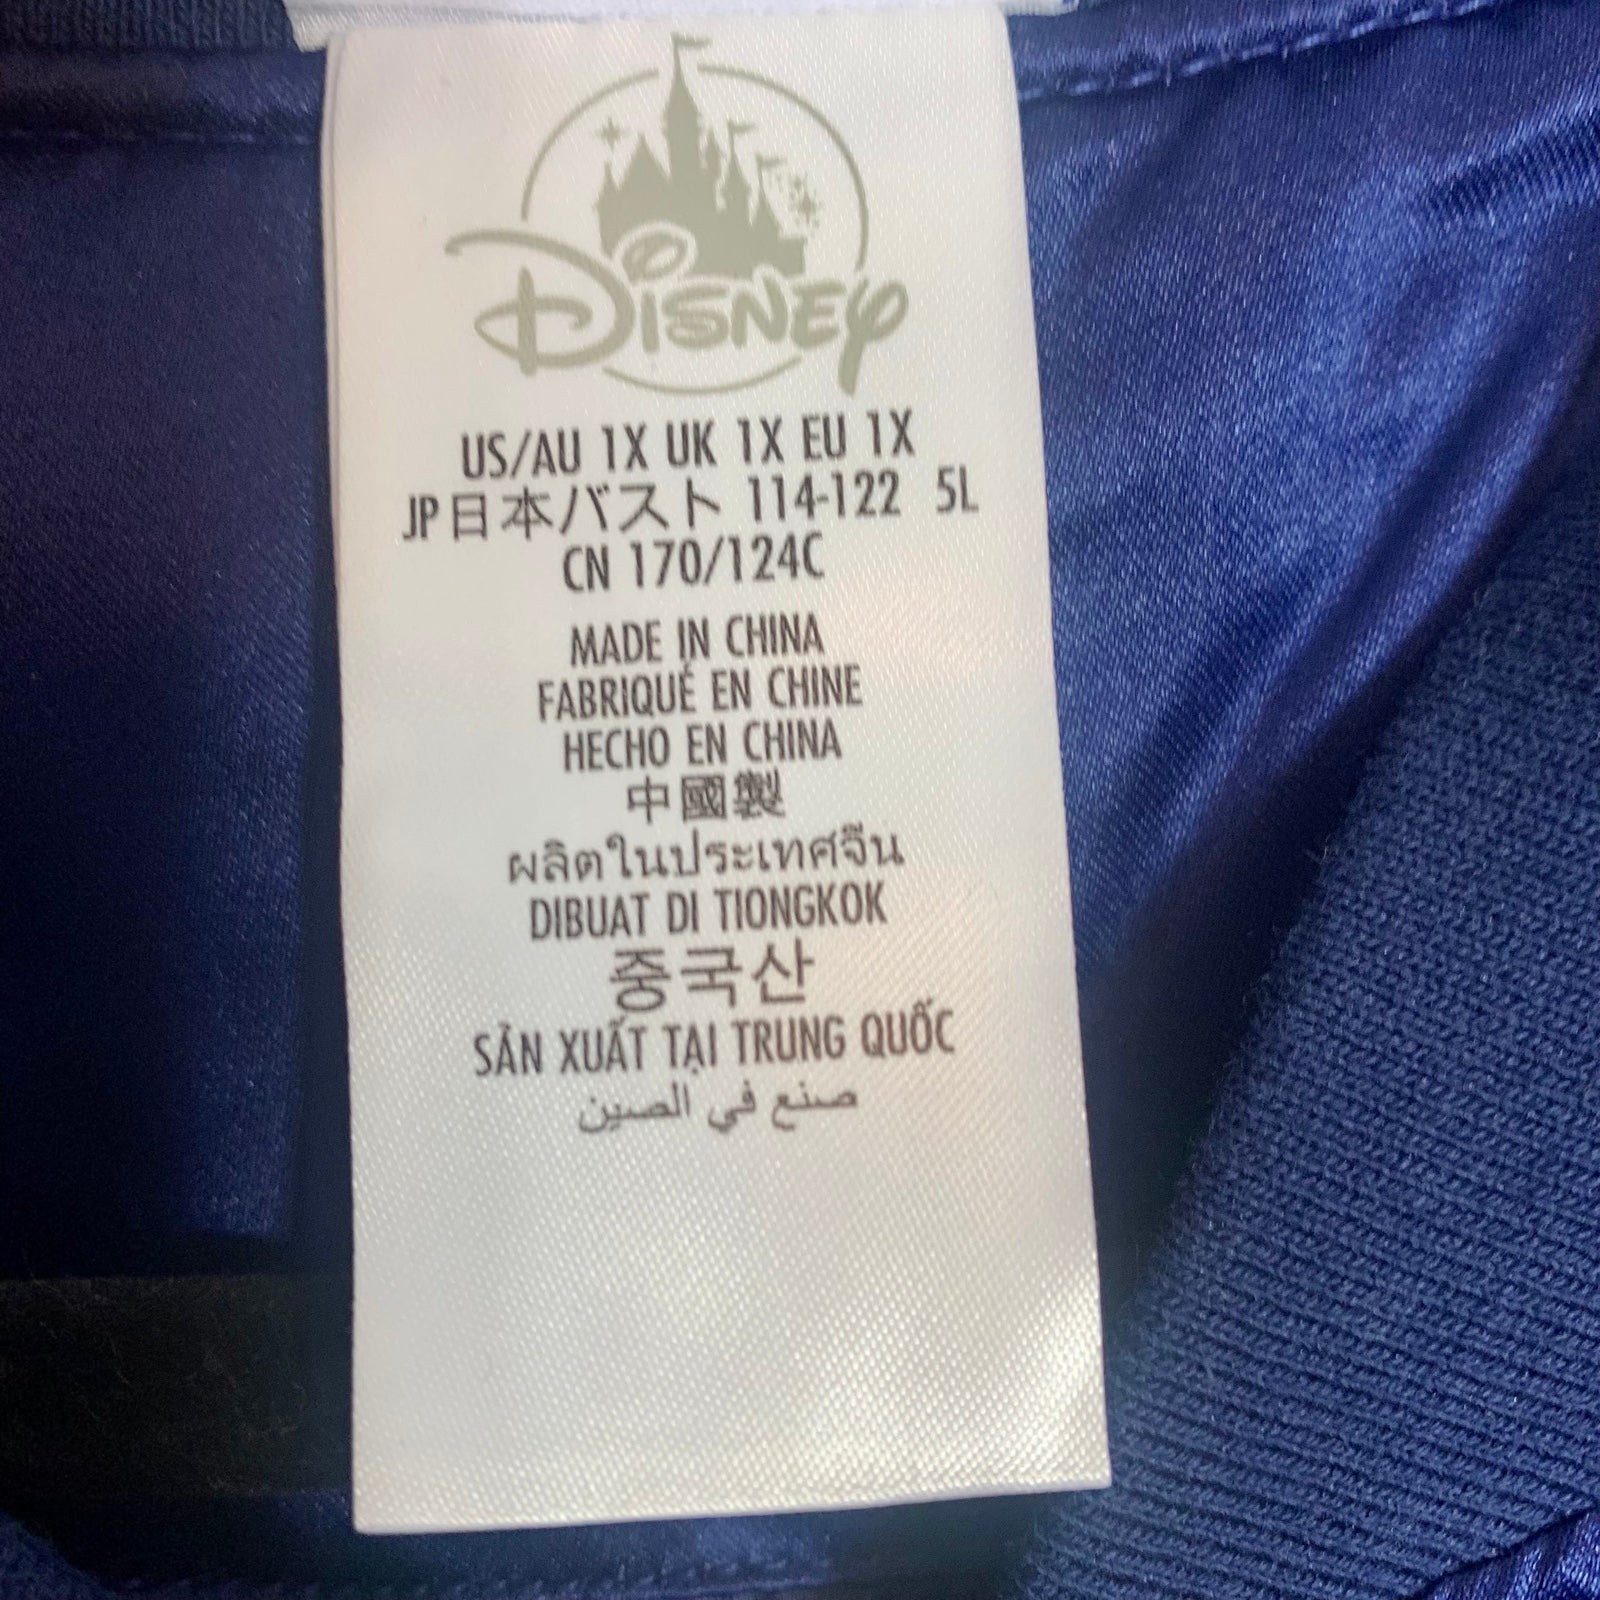 Disney
US/AU 1X UK 1X EU 1X
JP日本バスト 114-122 5L
CN 170/124C
MADE IN CHINA
FABRIQUÉ EN CHINE
HECHO EN CHINA
中國製
ผลิตในประเทศจีน
DIBUAT DI TIONGKOK
중국산
SẢN XUẤT TẠI TRUNG QUỐC
صنع في الصين